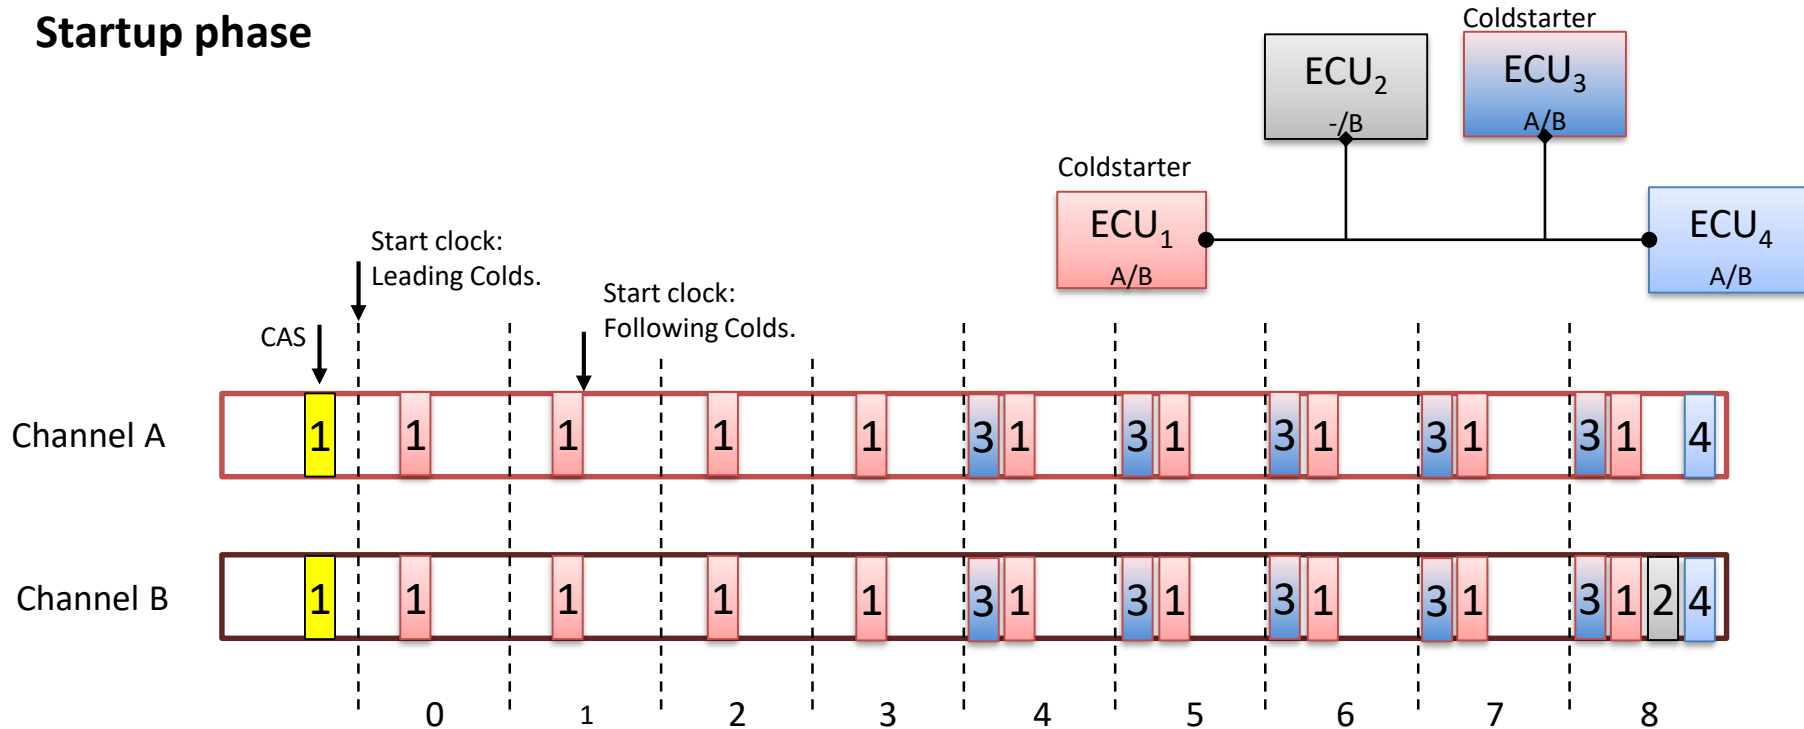 Startup phase
Coldstarter
ECU2
-/B
ECU3
A/B
Coldstarter
ECU1
A/B
ECU4
A/B
Start clock:
Leading Colds.
Start clock:
Following Colds.
CAS
Channel A
1 1 1 1 1 3 1 3 1 3 1 3 1 3 1 4
Channel B
1 1 1 1 1 3 1 3 1 3 1 3 1 3 1 2 4
0 1 2 3 4 5 6 7 8